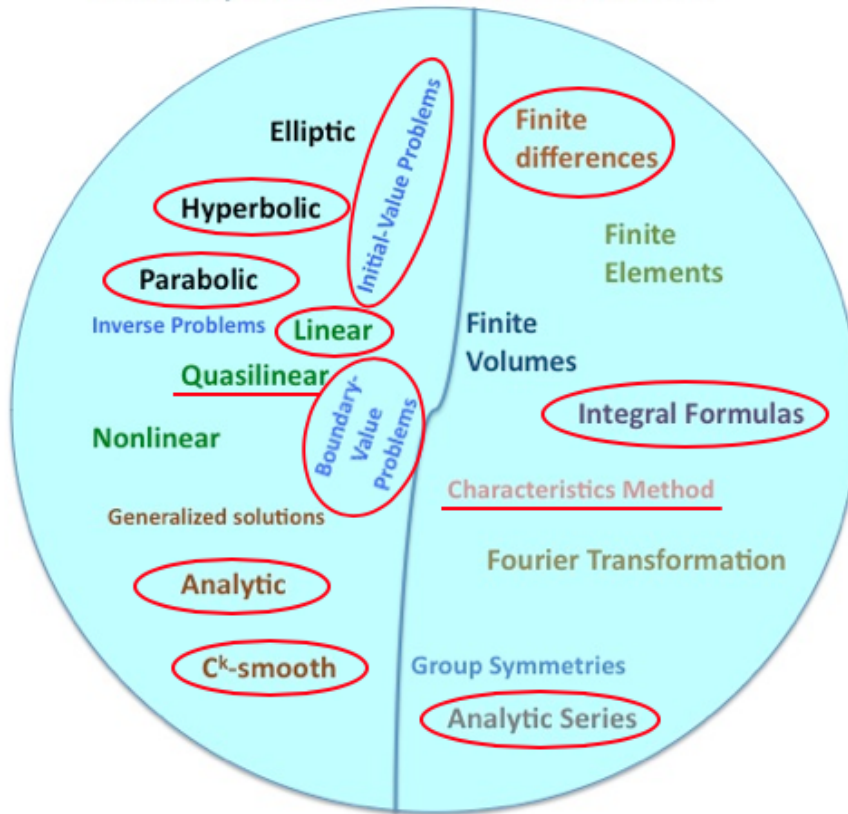 Elliptic
Initial-Value Problems
Hyperbolic
Parabolic
Inverse Problems
Linear
Quasilinear
Boundary-
Value
Problems
Nonlinear
Generalized solutions
Analytic
Cᵏ-smooth
Finite
differences
Finite
Elements
Finite
Volumes
Integral Formulas
Characteristics Method
Fourier Transformation
Group Symmetries
Analytic Series